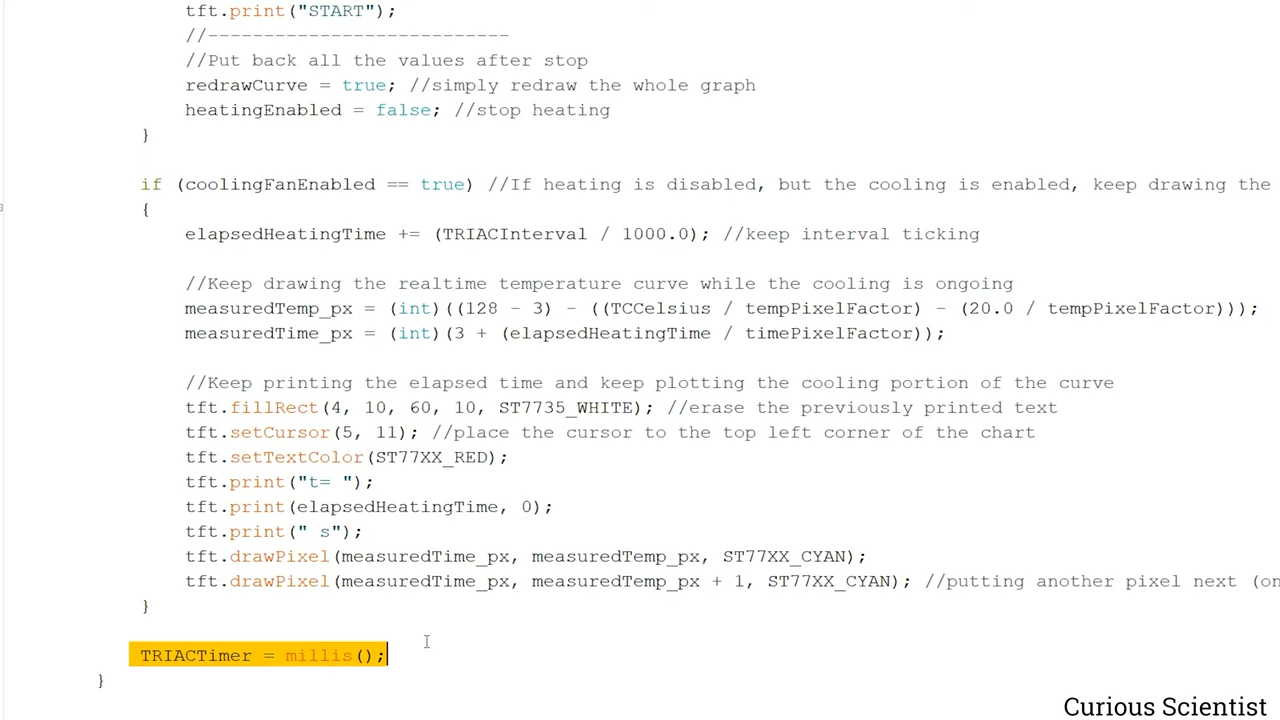 tft.print("START");
//---------------------------
//Put back all the values after stop
redrawCurve = true; //simply redraw the whole graph
heatingEnabled = false; //stop heating
}
if (coolingFanEnabled == true) //If heating is disabled, but the cooling is enabled, keep drawing the
{
elapsedHeatingTime += (TRIACInterval / 1000.0); //keep interval ticking
//Keep drawing the realtime temperature curve while the cooling is ongoing
measuredTemp_px = (int)((128 - 3) - ((TCCelsius / tempPixelFactor) - (20.0 / tempPixelFactor)));
measuredTime_px = (int)(3 + (elapsedHeatingTime / timePixelFactor));
//Keep printing the elapsed time and keep plotting the cooling portion of the curve
tft.fillRect(4, 10, 60, 10, ST7735_WHITE); //erase the previously printed text
tft.setCursor(5, 11); //place the cursor to the top left corner of the chart
tft.setTextColor(ST77XX_RED);
tft.print("t= ");
tft.print(elapsedHeatingTime, 0);
tft.print(" s");
tft.drawPixel(measuredTime_px, measuredTemp_px, ST77XX_CYAN);
tft.drawPixel(measuredTime_px, measuredTemp_px + 1, ST77XX_CYAN); //putting another pixel next (on
}
TRIACTimer = millis();
}
Curious Scientist